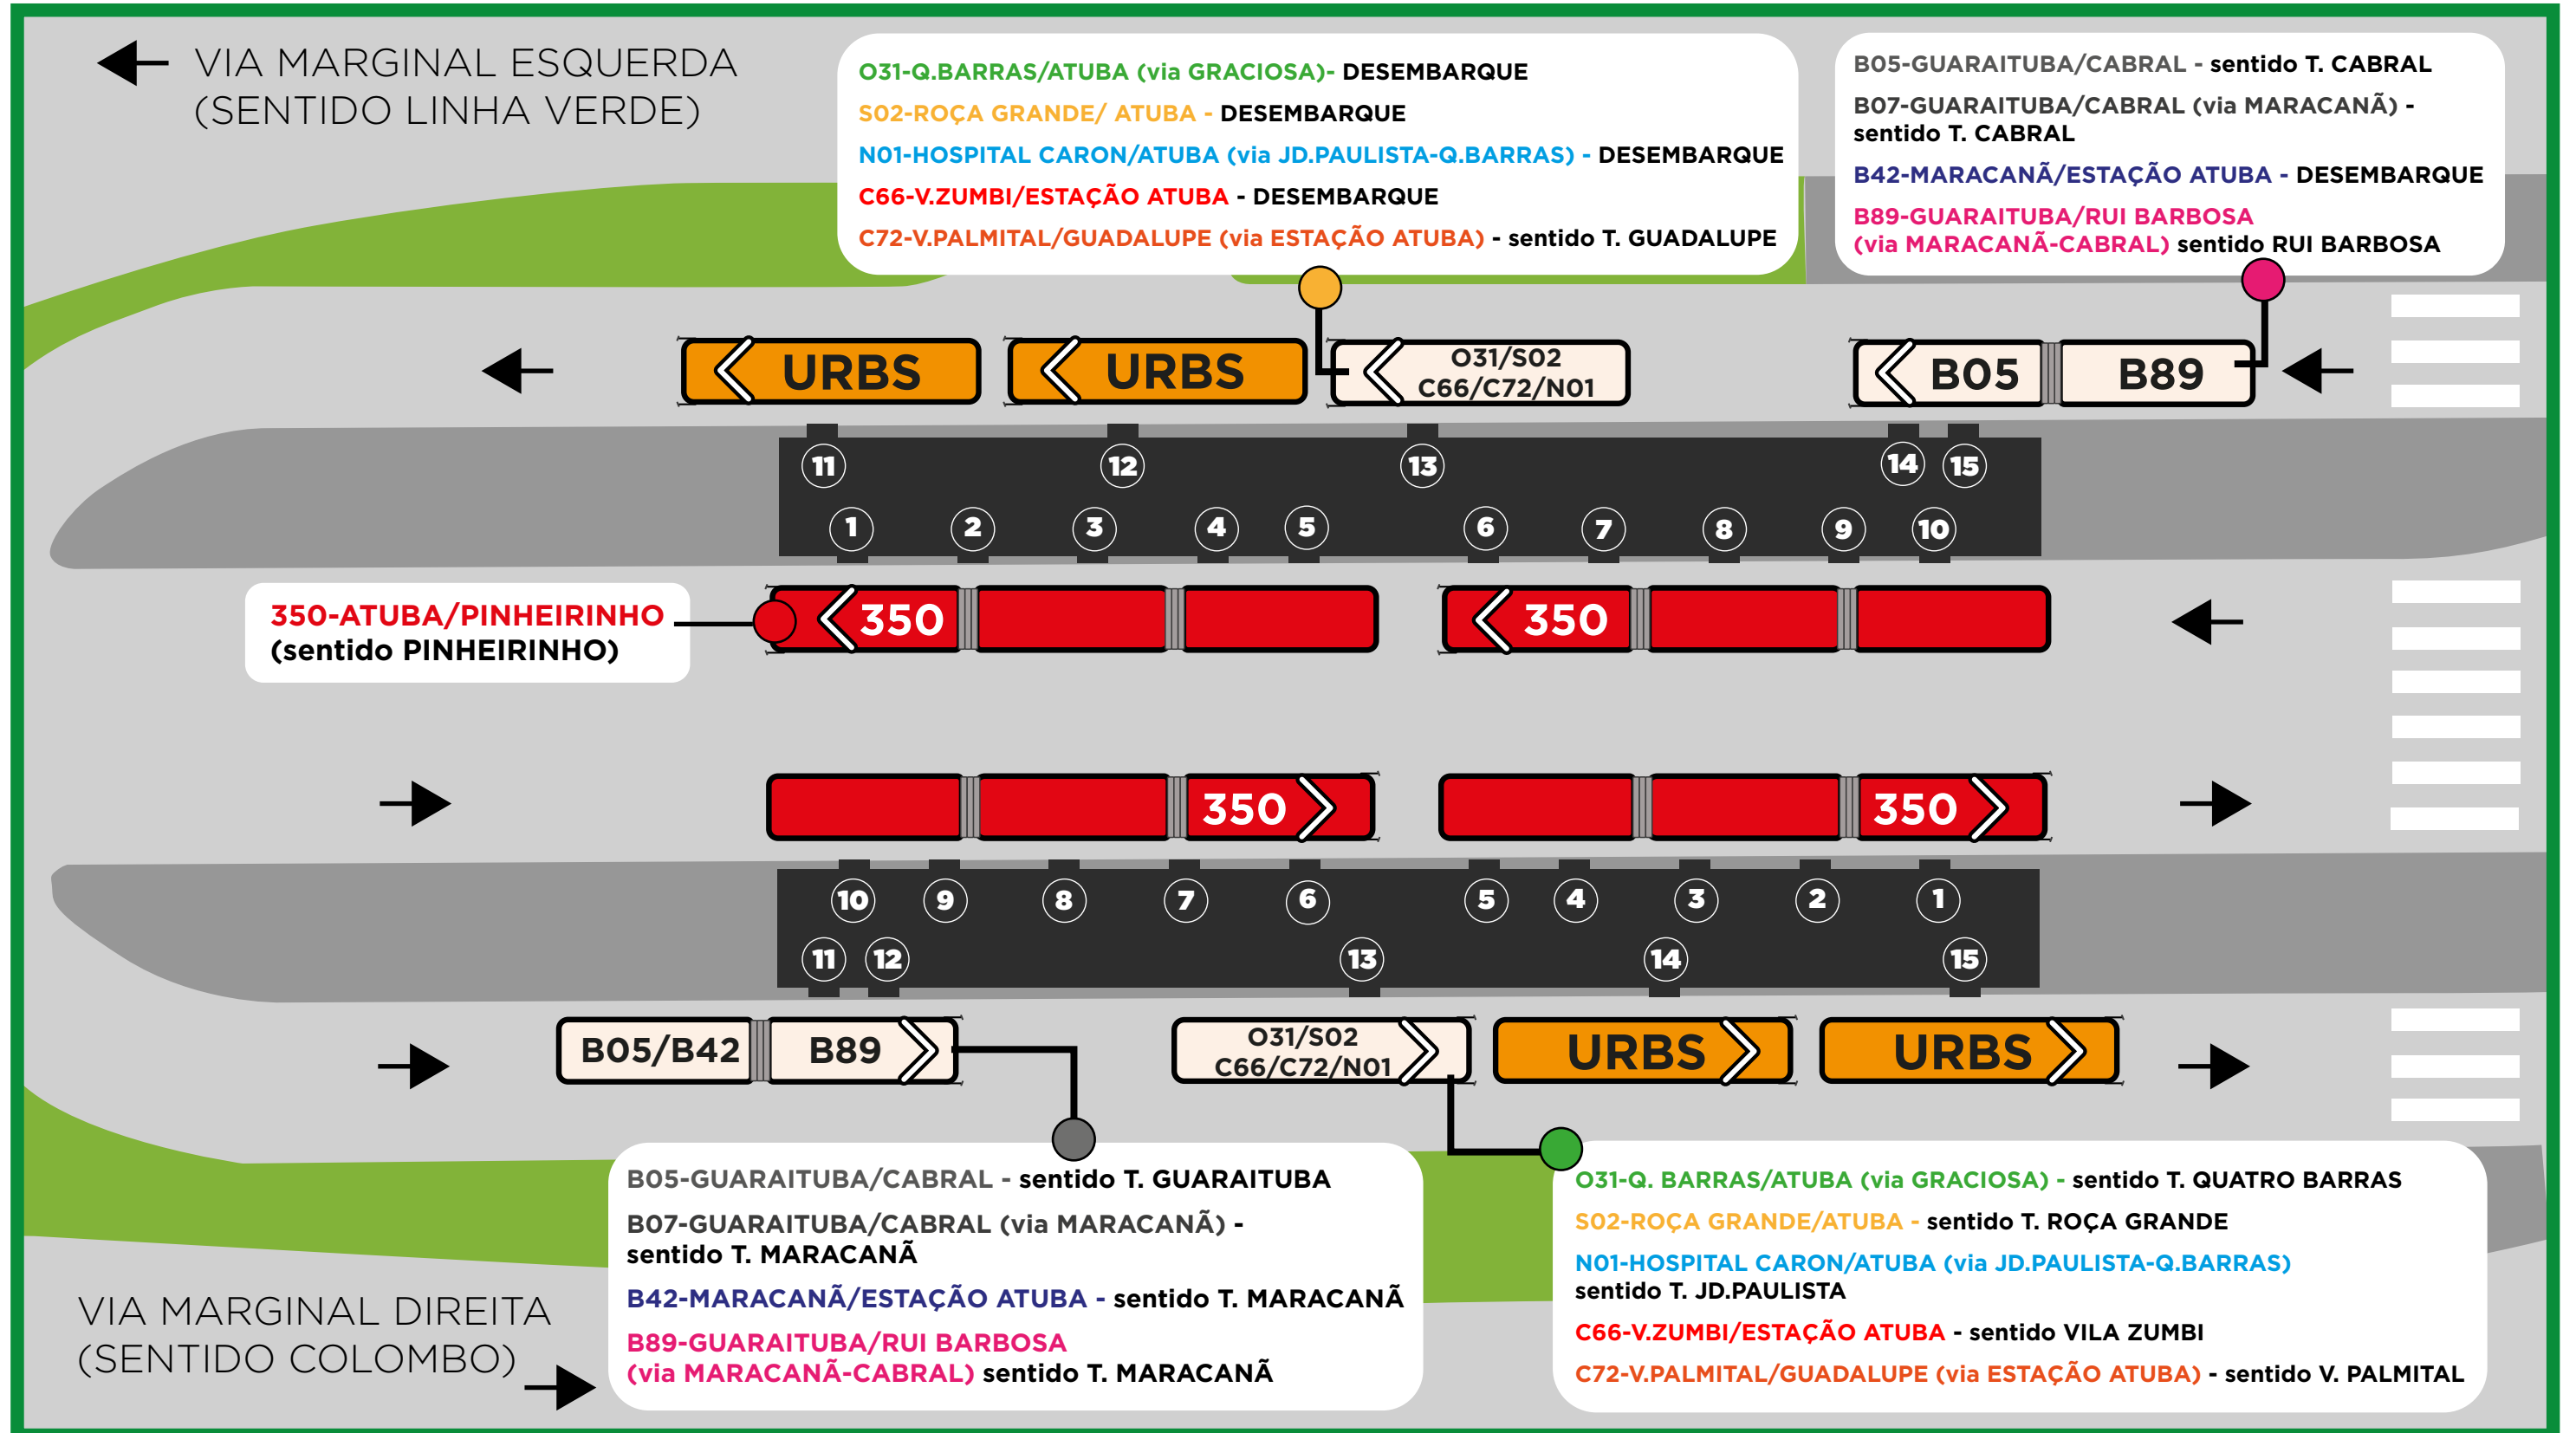 VIA MARGINAL ESQUERDA
(SENTIDO LINHA VERDE)
O31-Q.BARRAS/ATUBA (via GRACIOSA)- DESEMBARQUE
S02-ROÇA GRANDE/ ATUBA - DESEMBARQUE
N01-HOSPITAL CARON/ATUBA (via JD.PAULISTA-Q.BARRAS) - DESEMBARQUE
C66-V.ZUMBI/ESTAÇÃO ATUBA - DESEMBARQUE
C72-V.PALMITAL/GUADALUPE (via ESTAÇÃO ATUBA) - sentido T. GUADALUPE
B05-GUARAITUBA/CABRAL - sentido T. CABRAL
B07-GUARAITUBA/CABRAL (via MARACANÃ) -
sentido T. CABRAL
B42-MARACANÃ/ESTAÇÃO ATUBA - DESEMBARQUE
B89-GUARAITUBA/RUI BARBOSA
(via MARACANÃ-CABRAL) sentido RUI BARBOSA
URBS
URBS
O31/S02
C66/C72/N01
B05
B89
11 12 13 14 15
1 2 3 4 5 6 7 8 9 10
350-ATUBA/PINHEIRINHO
(sentido PINHEIRINHO)
350
350
350
350
10 9 8 7 6 5 4 3 2 1
11 12 13 14 15
B05/B42
B89
O31/S02
C66/C72/N01
URBS
URBS
B05-GUARAITUBA/CABRAL - sentido T. GUARAITUBA
B07-GUARAITUBA/CABRAL (via MARACANÃ) -
sentido T. MARACANÃ
B42-MARACANÃ/ESTAÇÃO ATUBA - sentido T. MARACANÃ
B89-GUARAITUBA/RUI BARBOSA
(via MARACANÃ-CABRAL) sentido T. MARACANÃ
O31-Q. BARRAS/ATUBA (via GRACIOSA) - sentido T. QUATRO BARRAS
S02-ROÇA GRANDE/ATUBA - sentido T. ROÇA GRANDE
N01-HOSPITAL CARON/ATUBA (via JD.PAULISTA-Q.BARRAS)
sentido T. JD.PAULISTA
C66-V.ZUMBI/ESTAÇÃO ATUBA - sentido VILA ZUMBI
C72-V.PALMITAL/GUADALUPE (via ESTAÇÃO ATUBA) - sentido V. PALMITAL
VIA MARGINAL DIREITA
(SENTIDO COLOMBO)